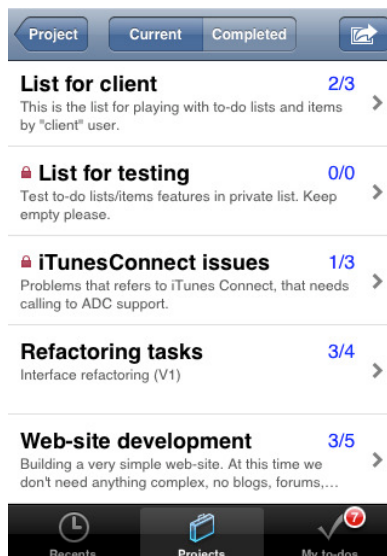 Project Current Completed
List for client 2/3
This is the list for playing with to-do lists and items
by "client" user.
List for testing 0/0
Test to-do lists/items features in private list. Keep
empty please.
iTunesConnect issues 1/3
Problems that refers to iTunes Connect, that needs
calling to ADC support.
Refactoring tasks 3/4
Interface refactoring (V1)
Web-site development 3/5
Building a very simple web-site. At this time we
don't need anything complex, no blogs, forums,...
7
Recents Projects My to-dos